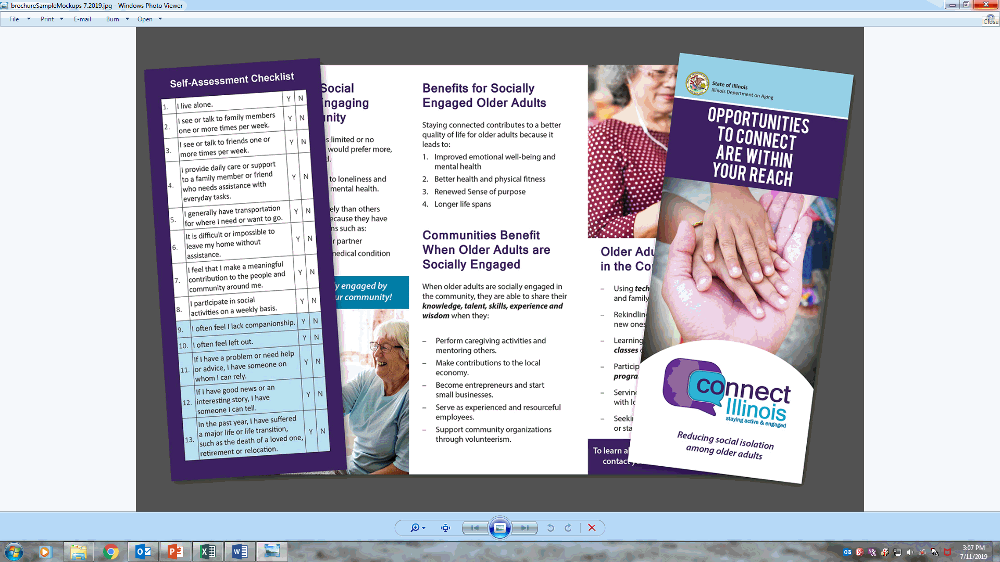 brochureSampleMockups 7.2019.jpg - Windows Photo Viewer
File Print E-mail Burn Open
Close
Self-Assessment Checklist
Y N
1. I live alone.
2. I see or talk to family members
one or more times per week. Y N
3. I see or talk to friends one or
more times per week. Y N
4. I provide daily care or support
to a family member or friend
who needs assistance with
everyday tasks. Y N
5. I generally have transportation
for where I need or want to go. Y N
6. It is difficult or impossible to
leave my home without
assistance. Y N
7. I feel that I make a meaningful
contribution to the people and
community around me. Y N
8. I participate in social
activities on a weekly basis. Y N
9. I often feel I lack companionship. Y N
10. I often feel left out. Y N
11. If I have a problem or need help
or advice, I have someone on
whom I can rely. Y N
12. If I have good news or an
interesting story, I have
someone I can tell. Y N
13. In the past year, I have suffered
a major life or life transition,
such as the death of a loved one,
retirement or relocation. Y N
Social
ngaging
unity
s limited or no
would prefer more,
d.
to loneliness and
mental health.
ely than others
ecause they have
ns such as:
r partner
medical condition
y engaged by
ur community!
Benefits for Socially
Engaged Older Adults
Staying connected contributes to a better
quality of life for older adults because it
leads to:
1. Improved emotional well-being and
mental health
2. Better health and physical fitness
3. Renewed Sense of purpose
4. Longer life spans
Communities Benefit
When Older Adults are
Socially Engaged
When older adults are socially engaged in
the community, they are able to share their
knowledge, talent, skills, experience and
wisdom when they:
– Perform caregiving activities and
mentoring others.
– Make contributions to the local
economy.
– Become entrepreneurs and start
small businesses.
– Serve as experienced and resourceful
employees.
– Support community organizations
through volunteerism.
Older Adu
in the Co
– Using tech
and family
– Rekindlin
new ones
– Learning
classes
– Particip
progra
– Servin
with lo
– Seekin
or sta
To learn a
contact y
State of Illinois
Illinois Department on Aging
OPPORTUNITIES
TO CONNECT
ARE WITHIN
YOUR REACH
connect
Illinois
staying active & engaged
Reducing social isolation
among older adults
3:07 PM
7/11/2019